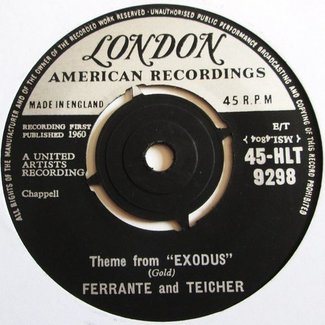 ALL RIGHTS OF THE MANUFACTURER AND OF THE OWNER OF THE RECORDED WORK RESERVED · UNAUTHORISED PUBLIC PERFORMANCE BROADCASTING AND COPYING OF THIS RECORD PROHIBITED
LONDON
AMERICAN RECORDINGS
MADE IN ENGLAND
45 R.P.M
RECORDING FIRST
PUBLISHED 1960
E/T
MSL.4804
A UNITED
ARTISTS
RECORDING
45-HLT
9298
Chappell
Theme from "EXODUS"
(Gold)
FERRANTE and TEICHER